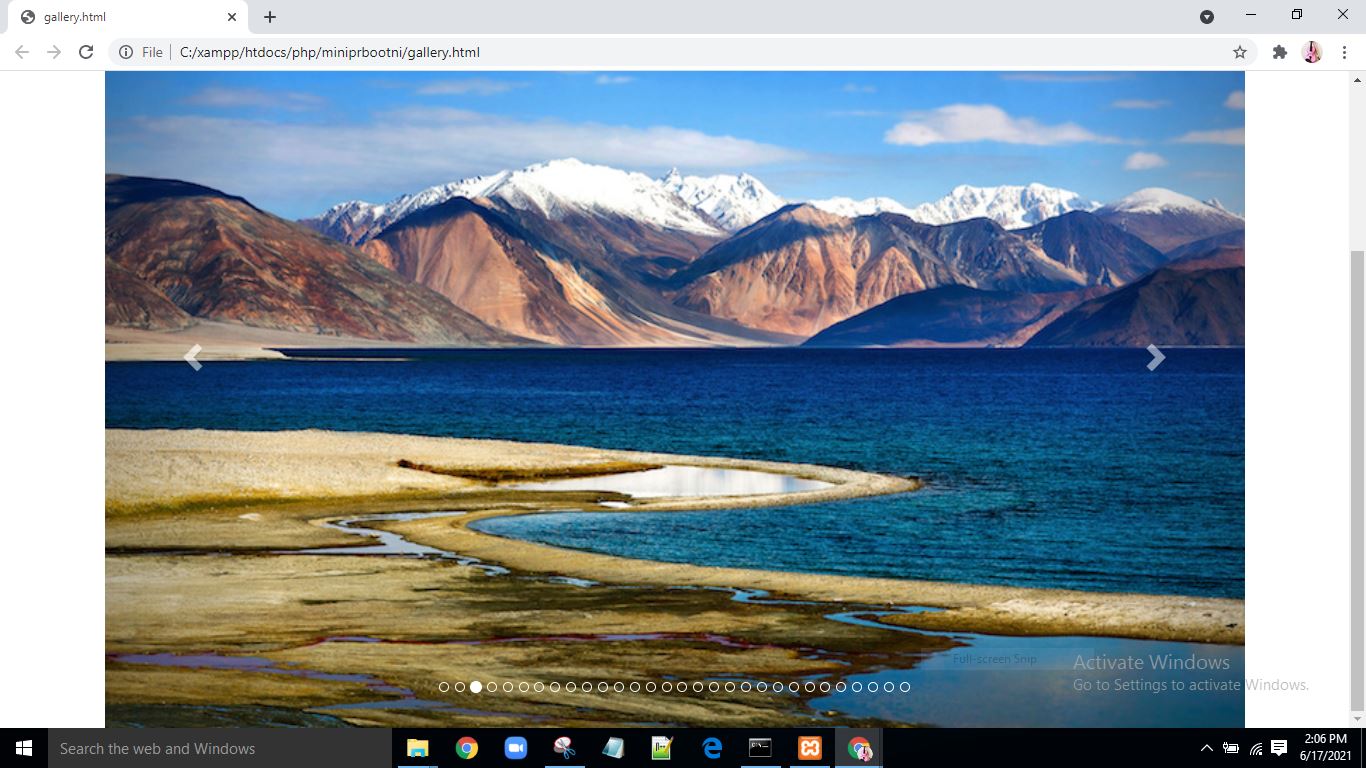 gallery.html
File
C:/xampp/htdocs/php/miniprbootni/gallery.html
Full-screen Snip
Activate Windows
Go to Settings to activate Windows.
Search the web and Windows
2:06 PM
6/17/2021